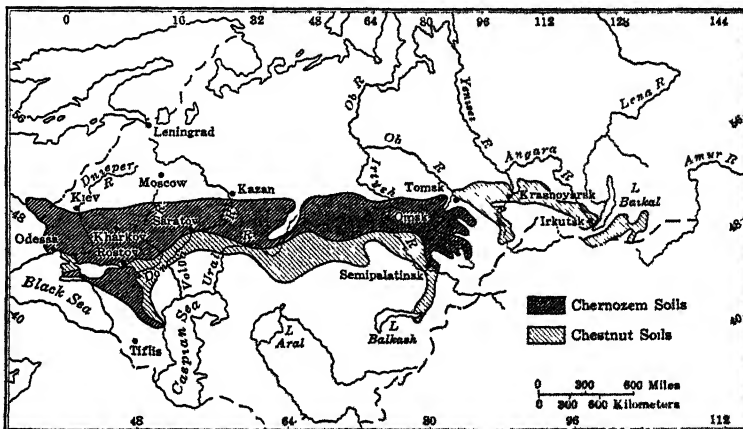 0 16 32 48 64 80 96 112 128 144
Ob R
Yenisei R
Lena R
56
56
Leningrad
Ob R
Angara R
Amur R
Dnieper R
Moscow
Irtish
Kazan
Tomsk
Krasnoyarsk
L Baikal
Kiev
48
48
Saratov
Omsk
Irkutsk
Odessa
Kharkov
Rostov
Don
Volga
Ural R
R
Semipalatinsk
Black Sea
Chernozem Soils
40
40
Caspian Sea
L Aral
L Balkash
Chestnut Soils
Tiflis
0 300 600 Miles
0 300 600 Kilometers
48 64 80 96 112